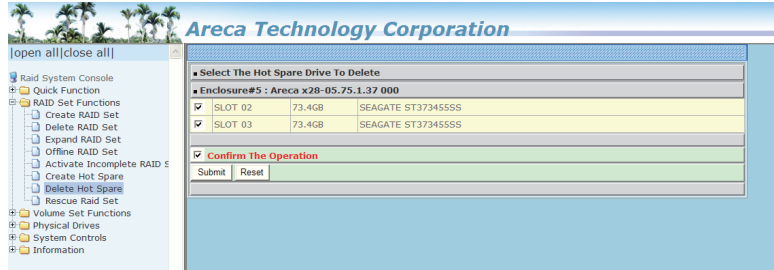 Areca Technology Corporation
|open all|close all|
Raid System Console
Quick Function
RAID Set Functions
Create RAID Set
Delete RAID Set
Expand RAID Set
Offline RAID Set
Activate Incomplete RAID S
Create Hot Spare
Delete Hot Spare
Rescue Raid Set
Volume Set Functions
Physical Drives
System Controls
Information
Select The Hot Spare Drive To Delete
Enclosure#5 : Areca x28-05.75.1.37 000
SLOT 02 73.4GB SEAGATE ST373455SS
SLOT 03 73.4GB SEAGATE ST373455SS
Confirm The Operation
Submit Reset